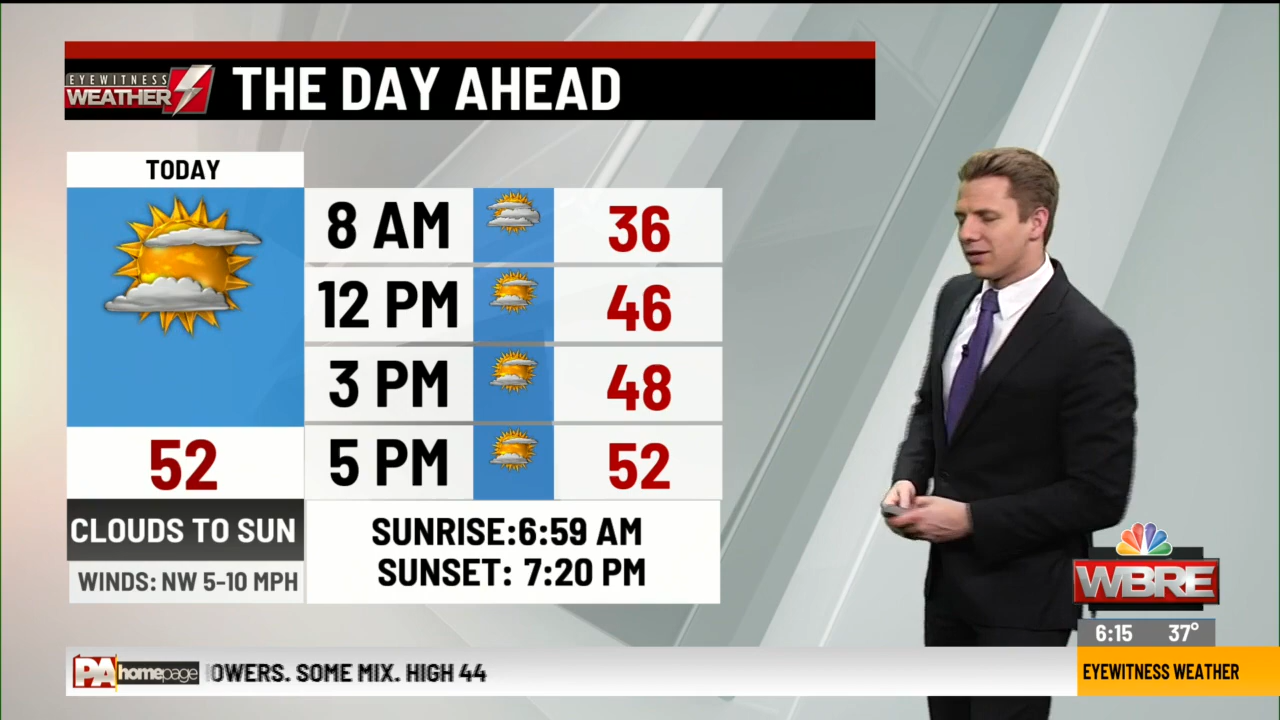 EYEWITNESS
WEATHER
THE DAY AHEAD
TODAY
52
CLOUDS TO SUN
WINDS: NW 5-10 MPH
8 AM 36
12 PM 46
3 PM 48
5 PM 52
SUNRISE:6:59 AM
SUNSET: 7:20 PM
WBRE
6:15 37°
PA homepage OWERS. SOME MIX. HIGH 44
EYEWITNESS WEATHER